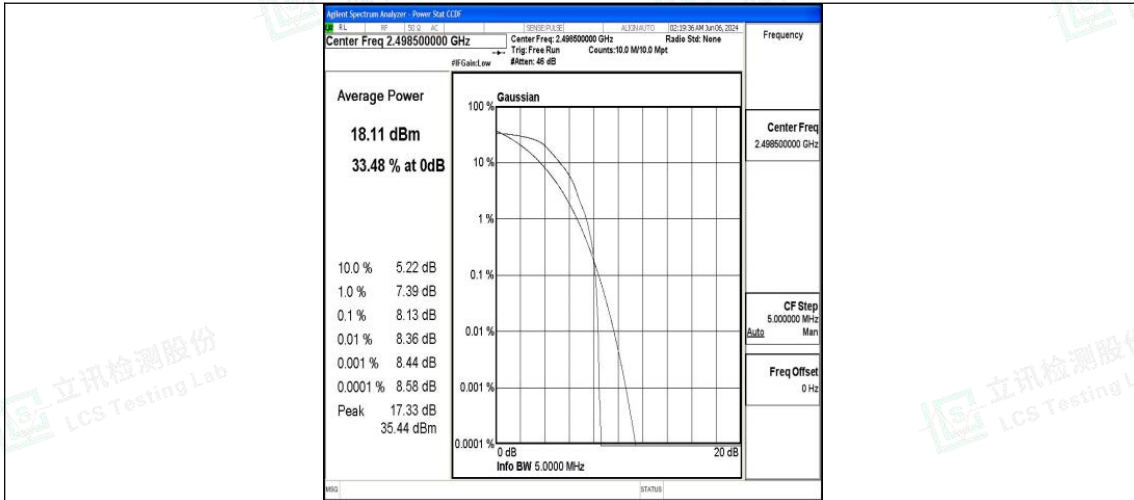 Agilent Spectrum Analyzer - Power Stat CCDF
RL RF 50 Ω AC SENSE:PULSE ALIGNAUTO 02:19:36 AM Jun 06, 2024
Center Freq 2.498500000 GHz
Center Freq: 2.498500000 GHz Radio Std: None
Trig: Free Run Counts:10.0 M/10.0 Mpt
#IFGain:Low #Atten: 46 dB
Frequency
Average Power
18.11 dBm
33.48 % at 0dB
10.0 % 5.22 dB
1.0 % 7.39 dB
0.1 % 8.13 dB
0.01 % 8.36 dB
0.001 % 8.44 dB
0.0001 % 8.58 dB
Peak 17.33 dB
35.44 dBm
Gaussian
100 %
10 %
1 %
0.1 %
0.01 %
0.001 %
0.0001 %
0 dB 20 dB
Info BW 5.0000 MHz
Center Freq
2.498500000 GHz
CF Step
5.000000 MHz
Auto Man
Freq Offset
0 Hz
MSG STATUS
立讯检测股份
LCS Testing Lab
立讯检测股份
LCS Testing L